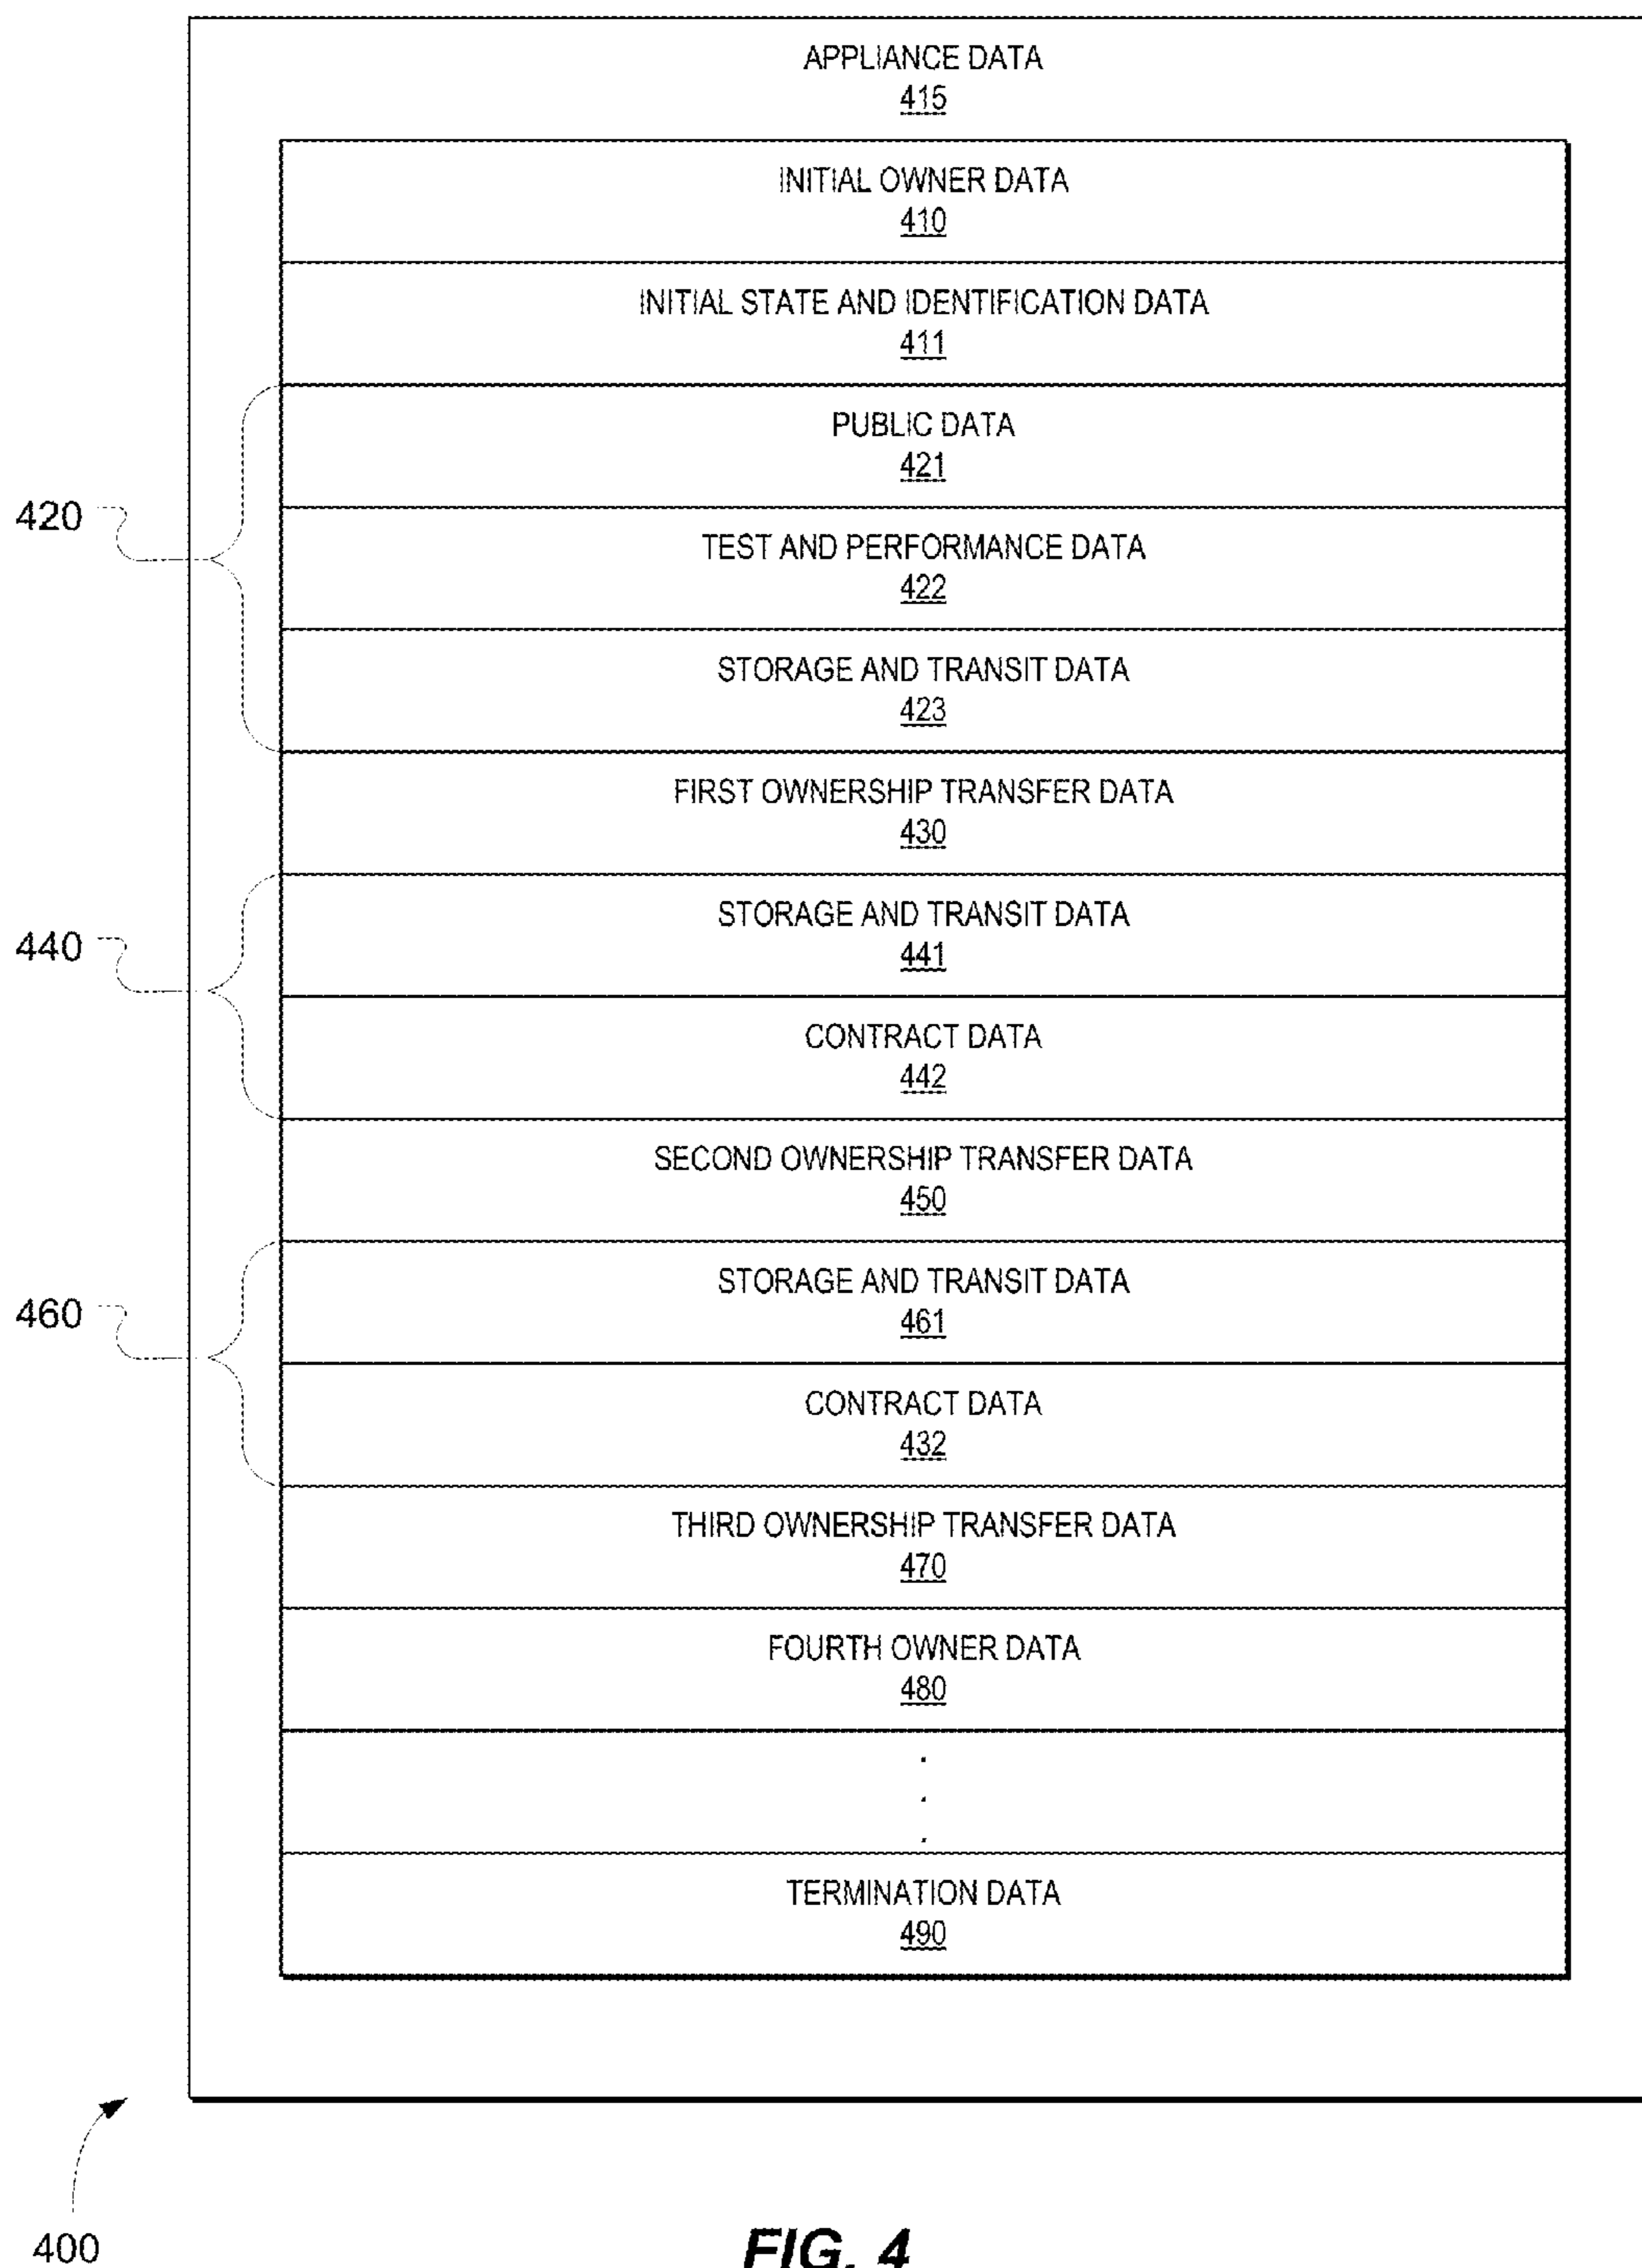 APPLIANCE DATA
415
INITIAL OWNER DATA
410
INITIAL STATE AND IDENTIFICATION DATA
411
PUBLIC DATA
421
420
TEST AND PERFORMANCE DATA
422
STORAGE AND TRANSIT DATA
423
FIRST OWNERSHIP TRANSFER DATA
430
STORAGE AND TRANSIT DATA
441
440
CONTRACT DATA
442
SECOND OWNERSHIP TRANSFER DATA
450
STORAGE AND TRANSIT DATA
461
460
CONTRACT DATA
432
THIRD OWNERSHIP TRANSFER DATA
470
FOURTH OWNER DATA
480
.
.
.
TERMINATION DATA
490
400
FIG. 4